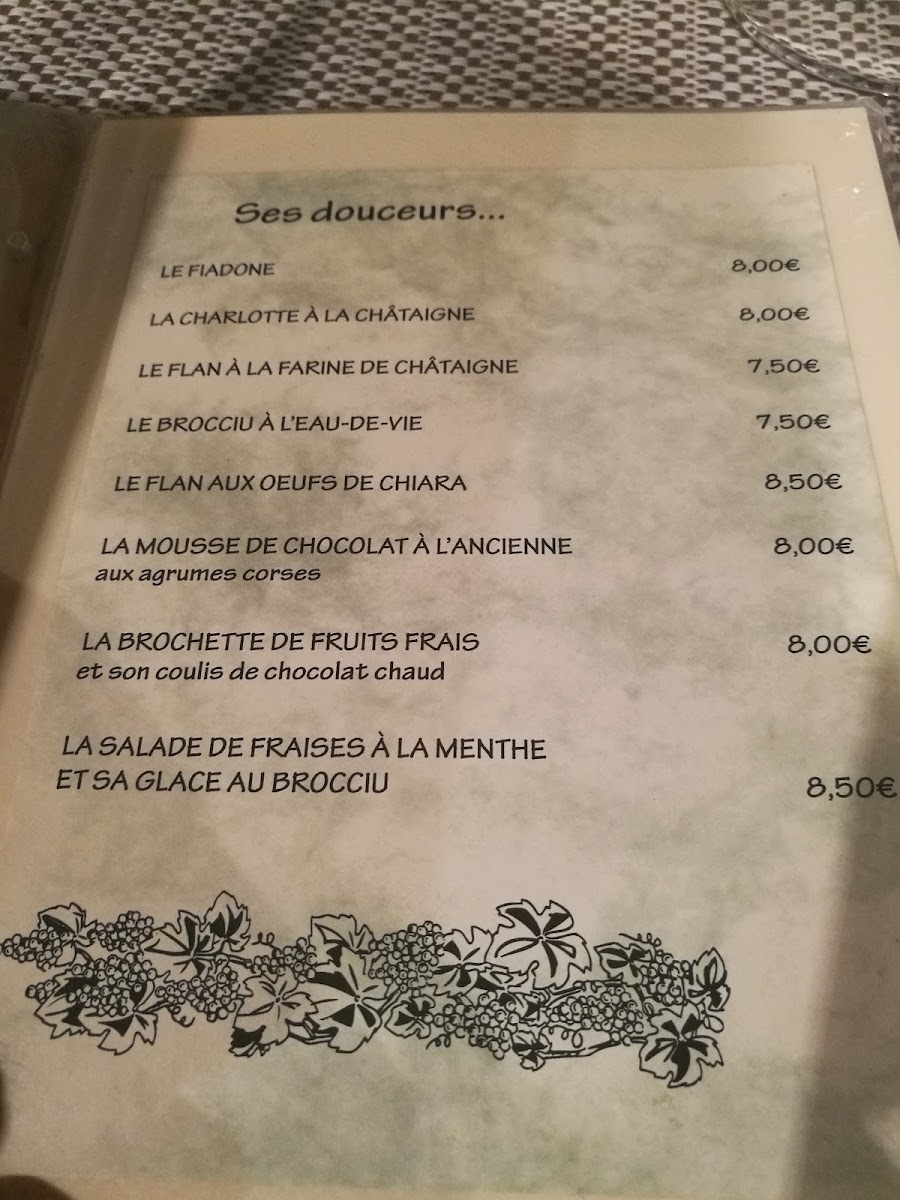 Ses douceurs...
LE FIADONE 8,00€
LA CHARLOTTE À LA CHÂTAIGNE 8,00€
LE FLAN À LA FARINE DE CHÂTAIGNE 7,50€
LE BROCCIU À L'EAU-DE-VIE 7,50€
LE FLAN AUX OEUFS DE CHIARA 8,50€
LA MOUSSE DE CHOCOLAT À L'ANCIENNE 8,00€
aux agrumes corses
LA BROCHETTE DE FRUITS FRAIS 8,00€
et son coulis de chocolat chaud
LA SALADE DE FRAISES À LA MENTHE
ET SA GLACE AU BROCCIU 8,50€